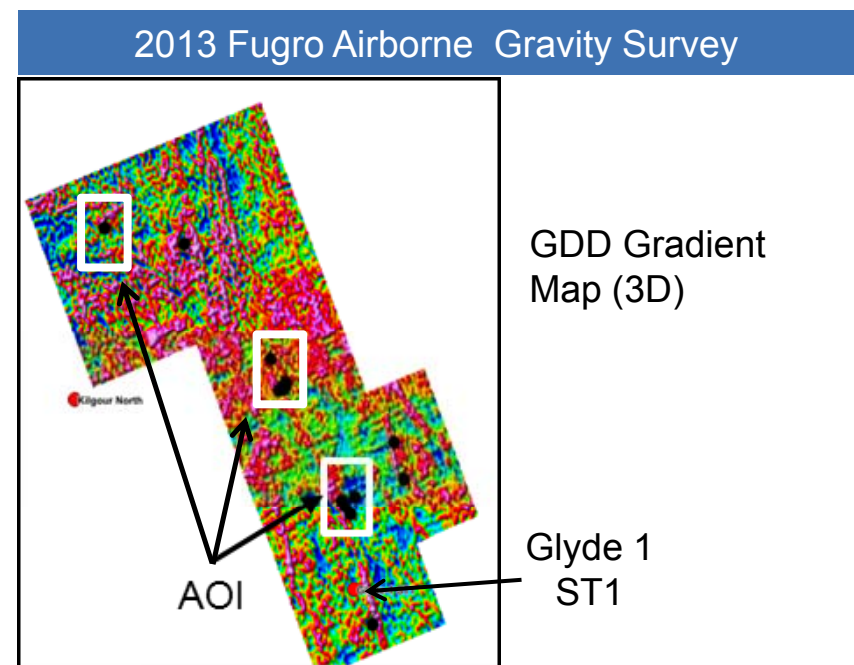 2013 Fugro Airborne Gravity Survey
GDD Gradient
Map (3D)
Kilgour North
Glyde 1
ST1
AOI